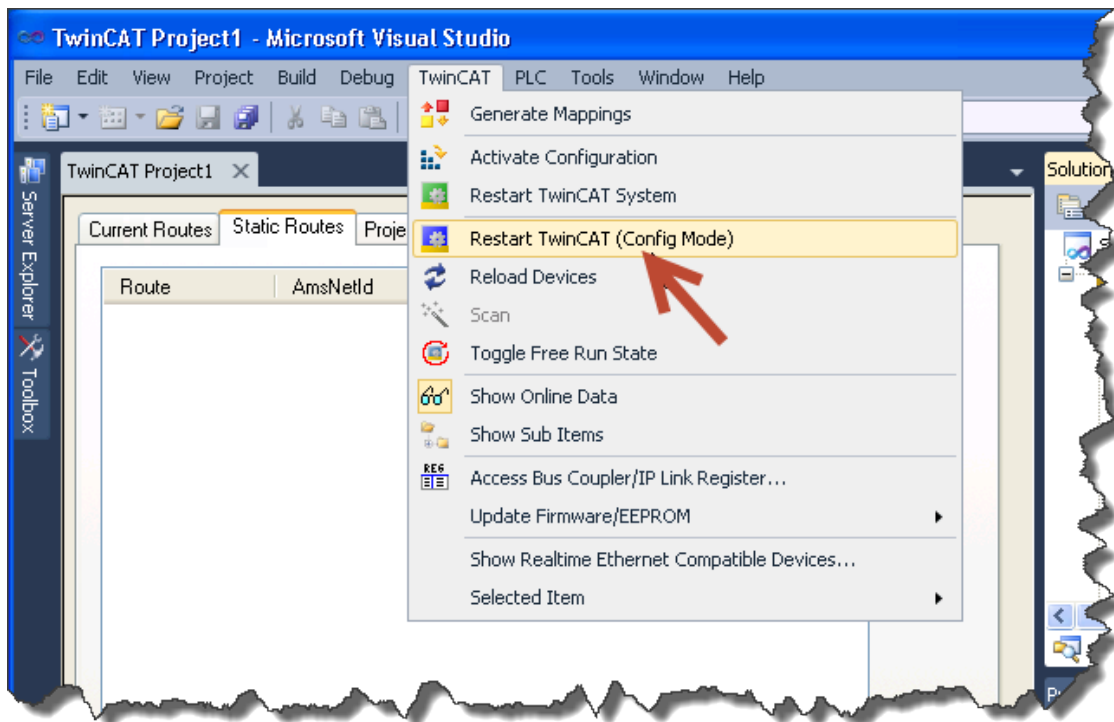 TwinCAT Project1 - Microsoft Visual Studio
File Edit View Project Build Debug TwinCAT PLC Tools Window Help
Generate Mappings
Activate Configuration
Restart TwinCAT System
Restart TwinCAT (Config Mode)
Reload Devices
Scan
Toggle Free Run State
Show Online Data
Show Sub Items
REG
Access Bus Coupler/IP Link Register...
Update Firmware/EEPROM
Show Realtime Ethernet Compatible Devices...
Selected Item
Server Explorer
Toolbox
TwinCAT Project1
Current Routes Static Routes
Route AmsNetId
Solution